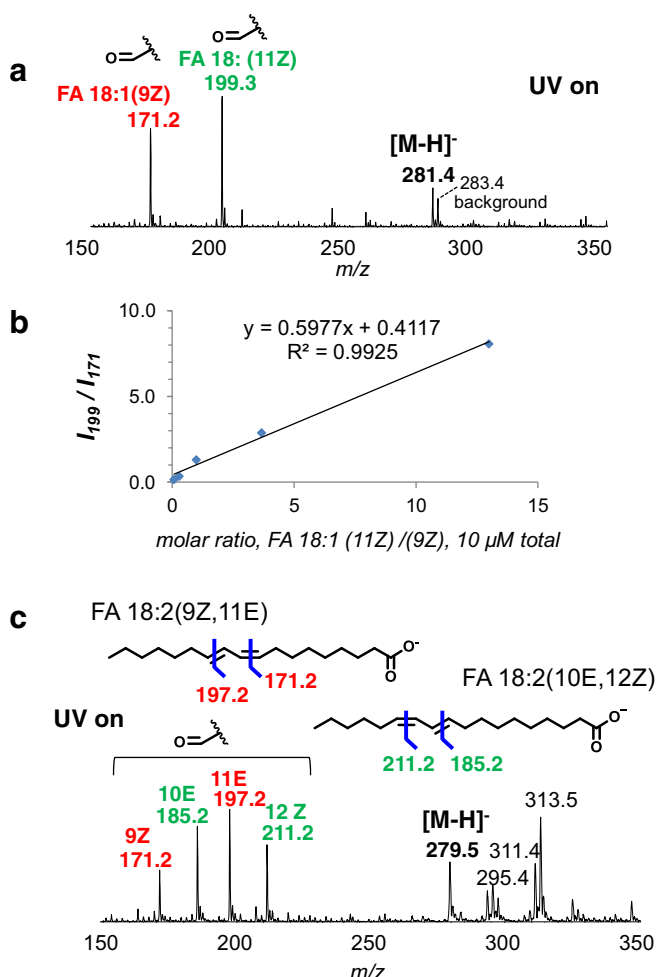 a
O
O
FA 18:1(9Z)
171.2
FA 18: (11Z)
199.3
UV on
[M-H]-
281.4
283.4
background
150
200
250
300
350
m/z
b
10.0
5.0
0.0
I199 / I171
y = 0.5977x + 0.4117
R² = 0.9925
0
5
10
15
molar ratio, FA 18:1 (11Z) /(9Z), 10 µM total
c
FA 18:2(9Z,11E)
O-
O
197.2
171.2
FA 18:2(10E,12Z)
O-
O
211.2
185.2
UV on
O
9Z
171.2
10E
185.2
11E
197.2
12 Z
211.2
[M-H]-
279.5
295.4
311.4
313.5
150
200
250
300
350
m/z